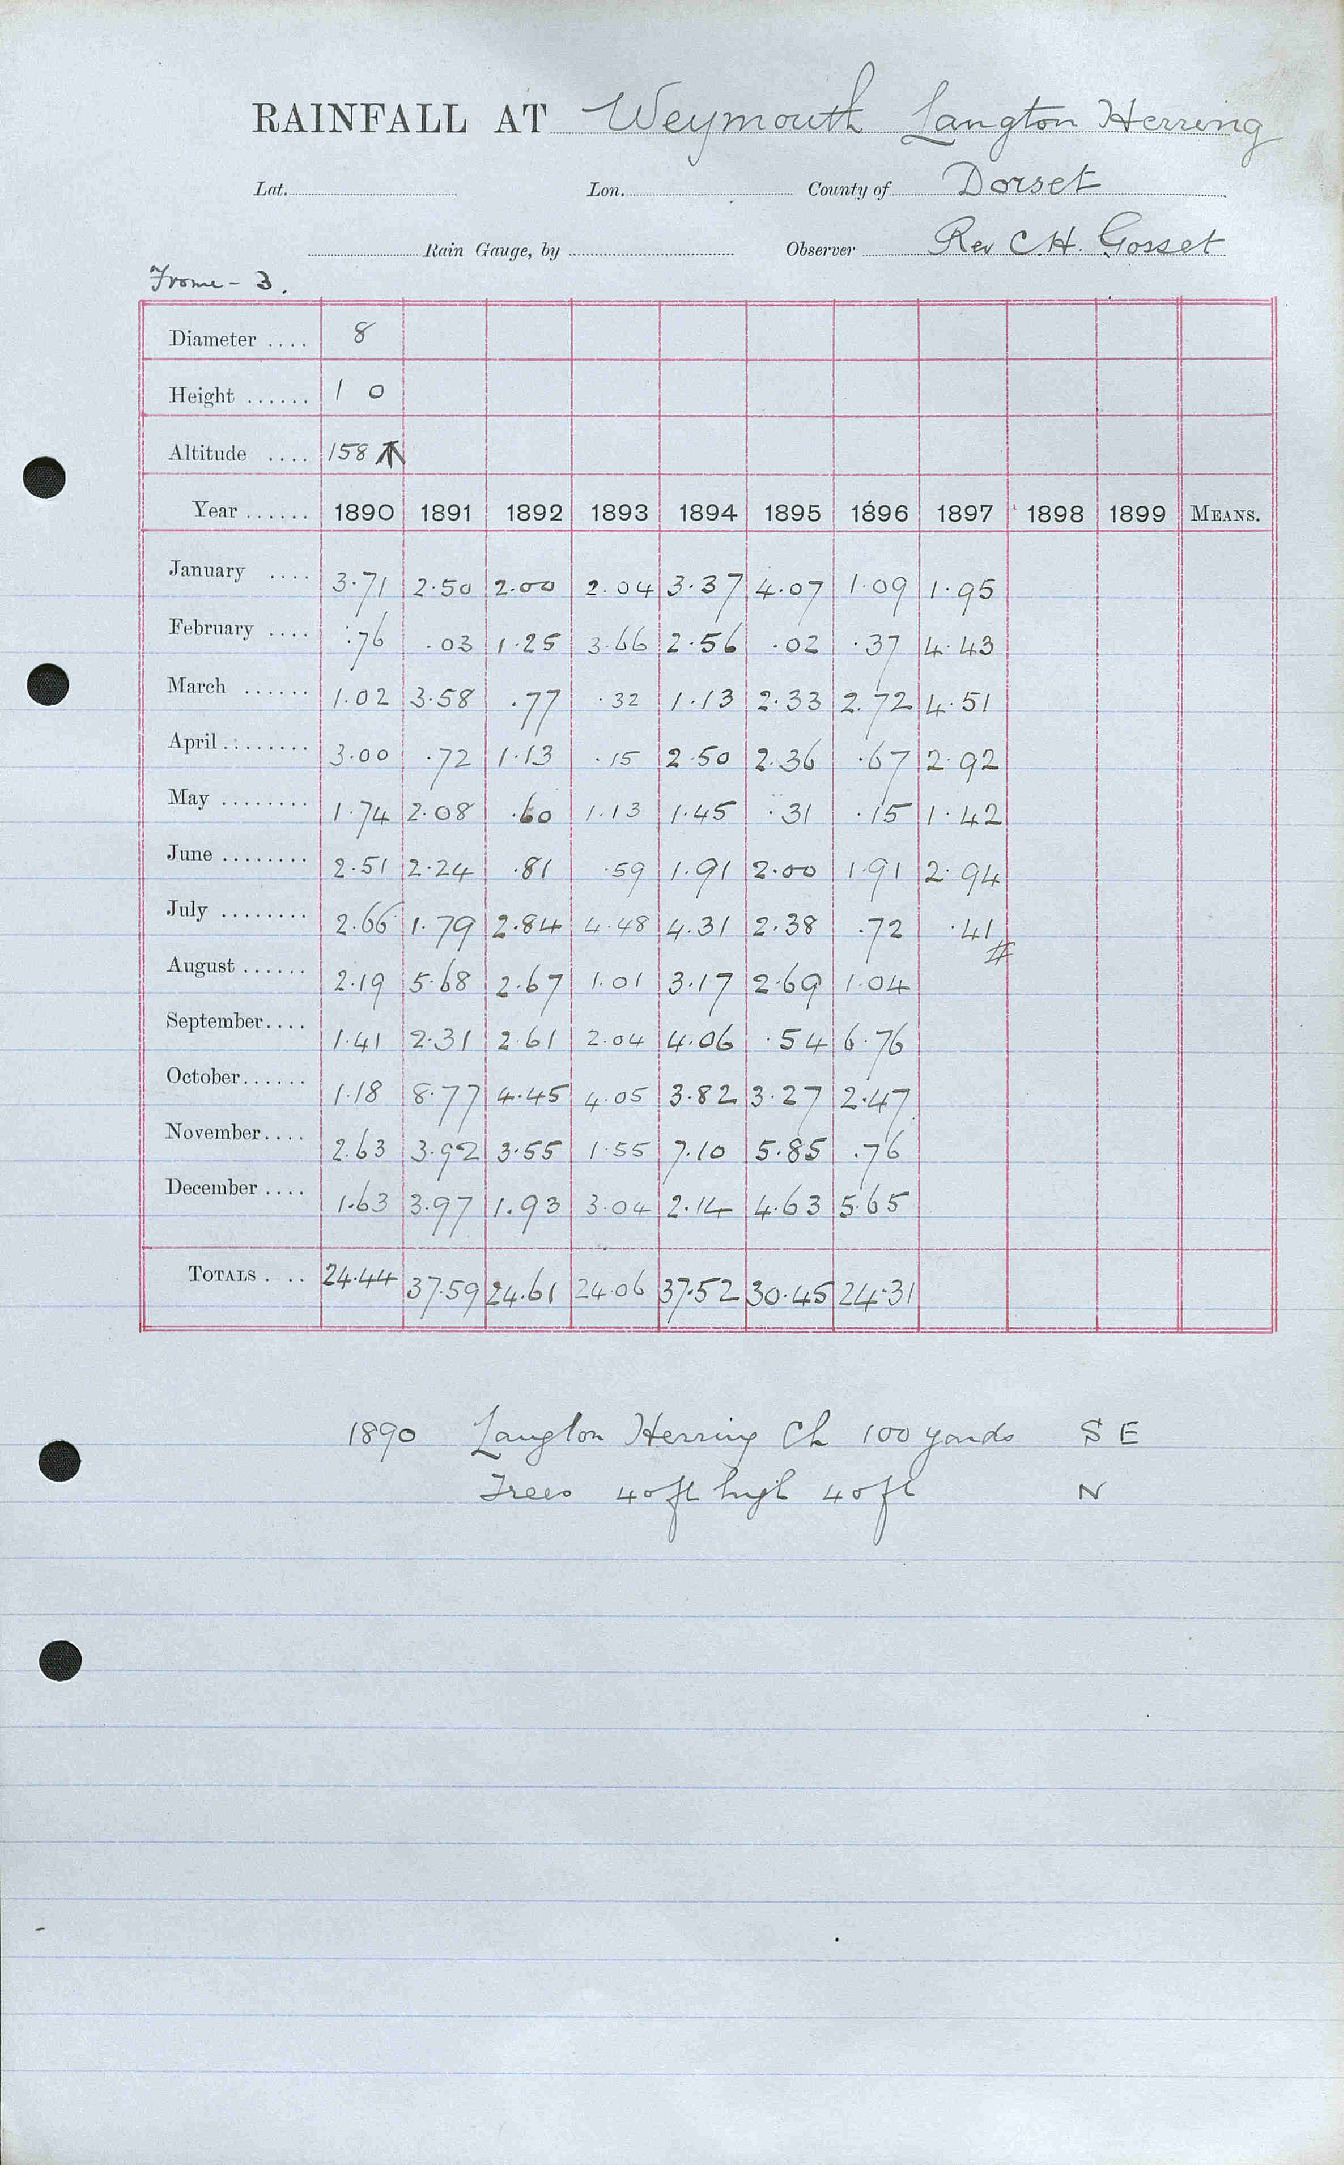 RAINFALL AT Weymouth Langton Herring
Lat. Lon. County of Dorset
Rain Gauge, by Observer Rev C H. Gosset
Frome - 3.
Diameter .... 8
Height ...... 1 0
Altitude .... 158
Year ...... 1890 1891 1892 1893 1894 1895 1896 1897 1898 1899 MEANS.
January .... 3.71 2.50 2.00 2.04 3.37 4.07 1.09 1.95
February .... .76 .03 1.25 3.66 2.56 .02 .37 4.43
March ...... 1.02 3.58 .77 .32 1.13 2.33 2.72 4.51
April ........ 3.00 .72 1.13 .15 2.50 2.36 .67 2.92
May ........ 1.74 2.08 .60 1.13 1.45 .31 .15 1.42
June ........ 2.51 2.24 .81 .59 1.91 2.00 1.91 2.94
July ........ 2.66 1.79 2.84 4.48 4.31 2.38 .72 .41 #
August ...... 2.19 5.68 2.67 1.01 3.17 2.69 1.04
September.... 1.41 2.31 2.61 2.04 4.06 .54 6.76
October...... 1.18 8.77 4.45 4.05 3.82 3.27 2.47
November.... 2.63 3.92 3.55 1.55 7.10 5.85 .76
December .... 1.63 3.97 1.93 3.04 2.14 4.63 5.65
TOTALS . ... 24.44 37.59 24.61 24.06 37.52 30.45 24.31
1890 Langton Herring Ch 100 yards S E
Trees 40ft high 40ft N